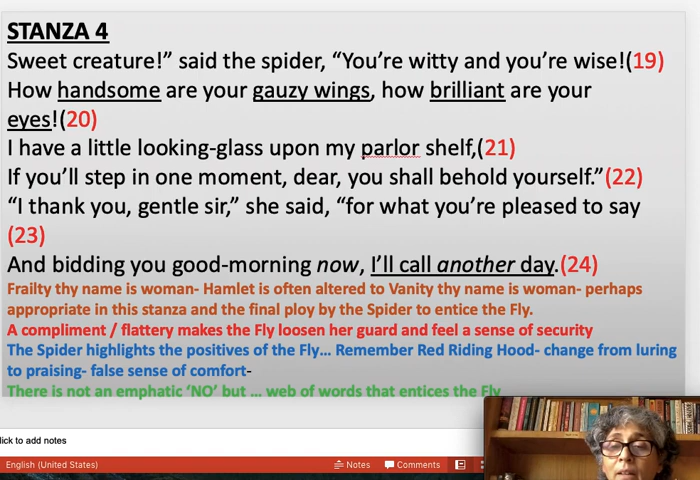 STANZA 4
Sweet creature!” said the spider, “You’re witty and you’re wise!(19)
How handsome are your gauzy wings, how brilliant are your
eyes!(20)
I have a little looking-glass upon my parlor shelf,(21)
If you’ll step in one moment, dear, you shall behold yourself.”(22)
“I thank you, gentle sir,” she said, “for what you’re pleased to say
(23)
And bidding you good-morning now, I’ll call another day.(24)
Frailty thy name is woman- Hamlet is often altered to Vanity thy name is woman- perhaps
appropriate in this stanza and the final ploy by the Spider to entice the Fly.
A compliment / flattery makes the Fly loosen her guard and feel a sense of security
The Spider highlights the positives of the Fly... Remember Red Riding Hood- change from luring
to praising- false sense of comfort-
There is not an emphatic ‘NO’ but ... web of words that entices the Fly
lick to add notes
English (United States)
Notes
Comments